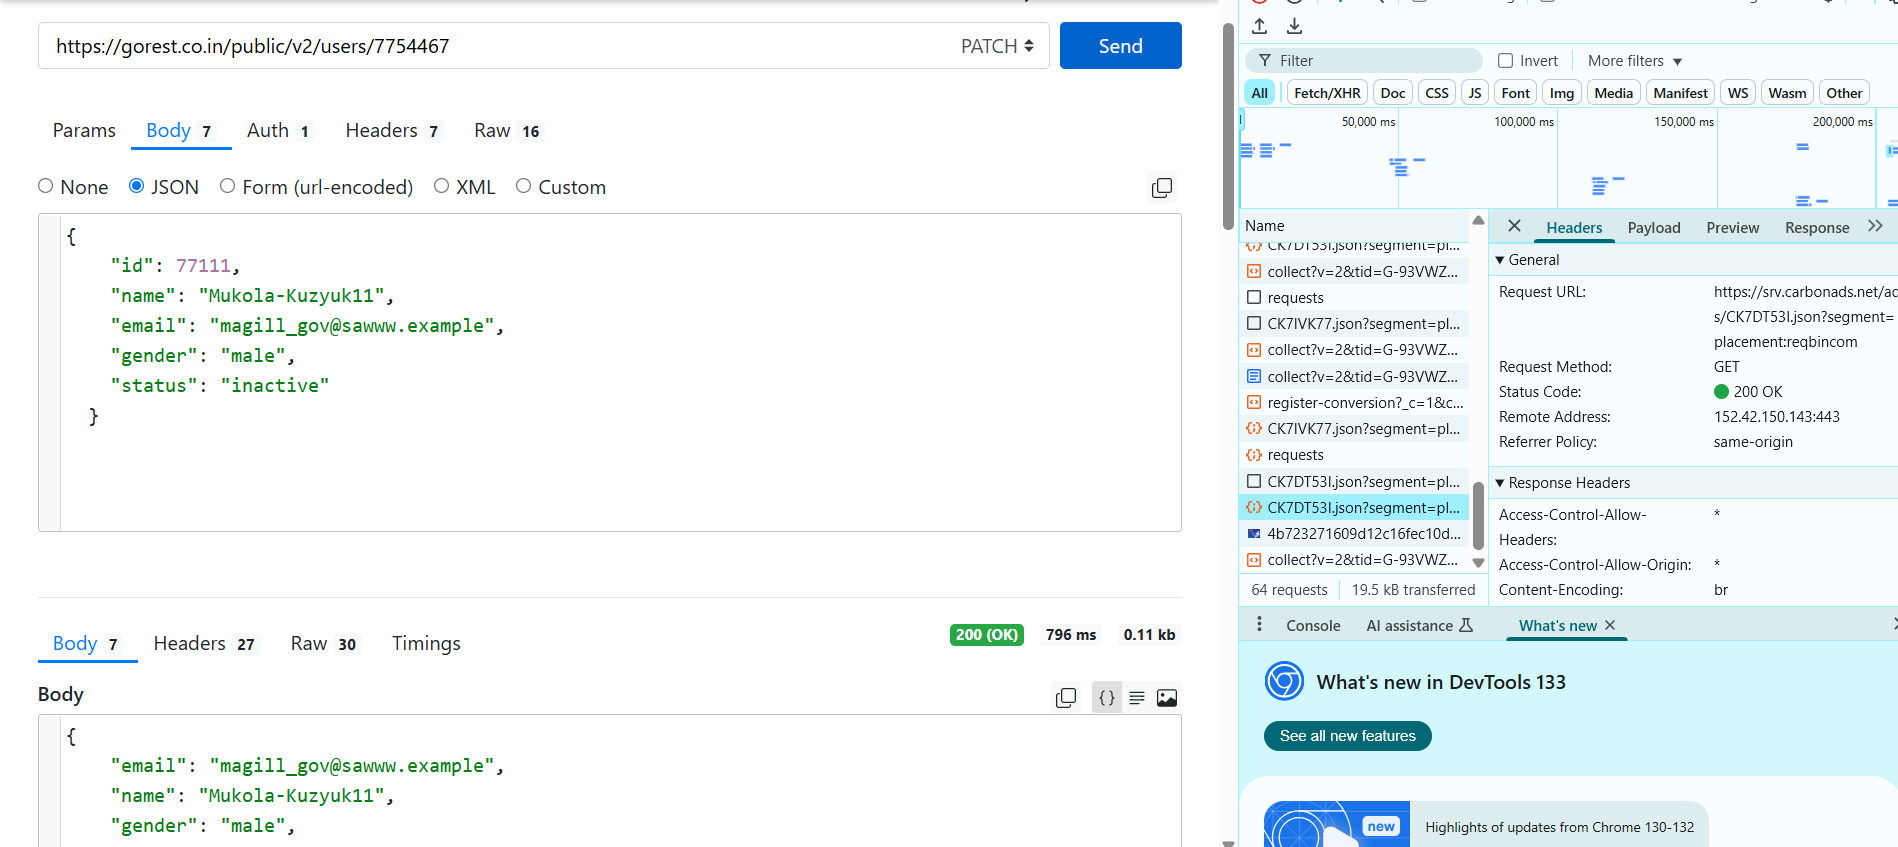 https://gorest.co.in/public/v2/users/7754467
PATCH
Send
Params
Body 7
Auth 1
Headers 7
Raw 16
None
JSON
Form (url-encoded)
XML
Custom
{
"id": 77111,
"name": "Mukola-Kuzyuk11",
"email": "magill_gov@sawww.example",
"gender": "male",
"status": "inactive"
}
Body 7
Headers 27
Raw 30
Timings
200 (OK)
796 ms
0.11 kb
Body
{}
{
"email": "magill_gov@sawww.example",
"name": "Mukola-Kuzyuk11",
"gender": "male",
Filter
Invert
More filters
All
Fetch/XHR
Doc
CSS
JS
Font
Img
Media
Manifest
WS
Wasm
Other
50,000 ms
100,000 ms
150,000 ms
200,000 ms
Name
CK7DT53I.json?segment=pl...
collect?v=2&tid=G-93VWZ...
requests
CK7IVK77.json?segment=pl...
collect?v=2&tid=G-93VWZ...
collect?v=2&tid=G-93VWZ...
register-conversion?_c=1&c...
CK7IVK77.json?segment=pl...
requests
CK7DT53I.json?segment=pl...
CK7DT53I.json?segment=pl...
4b723271609d12c16fec10d...
collect?v=2&tid=G-93VWZ...
64 requests
19.5 kB transferred
Headers
Payload
Preview
Response
General
Request URL: https://srv.carbonads.net/ad
s/CK7DT53I.json?segment=
placement:reqbincom
Request Method: GET
Status Code: 200 OK
Remote Address: 152.42.150.143:443
Referrer Policy: same-origin
Response Headers
Access-Control-Allow- *
Headers:
Access-Control-Allow-Origin: *
Content-Encoding: br
Console
AI assistance
What's new
What's new in DevTools 133
See all new features
new
Highlights of updates from Chrome 130-132